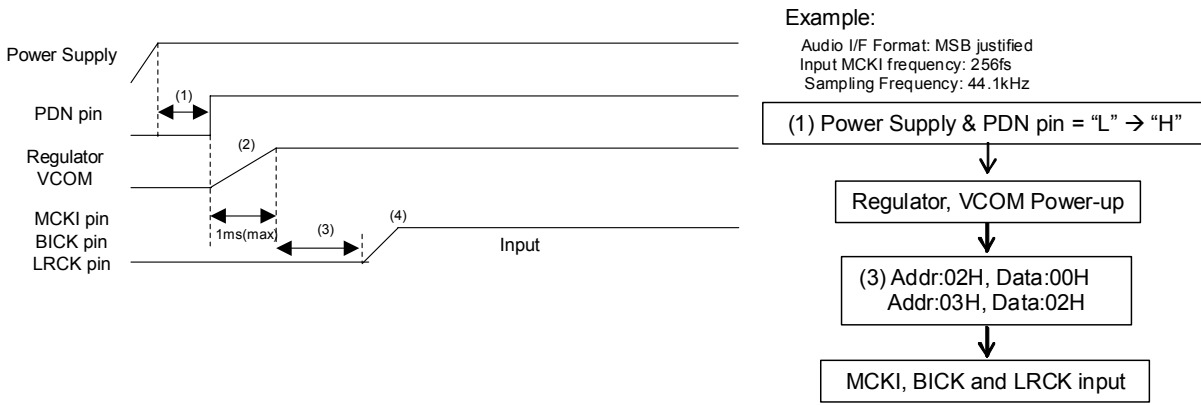 Power Supply
(1)
PDN pin
Regulator
VCOM
(2)
MCKI pin
BICK pin
LRCK pin
1ms(max)
(3)
(4)
Input
Example:
Audio I/F Format: MSB justified
Input MCKI frequency: 256fs
Sampling Frequency: 44.1kHz
(1) Power Supply & PDN pin = “L” → “H”
Regulator, VCOM Power-up
(3) Addr:02H, Data:00H
Addr:03H, Data:02H
MCKI, BICK and LRCK input